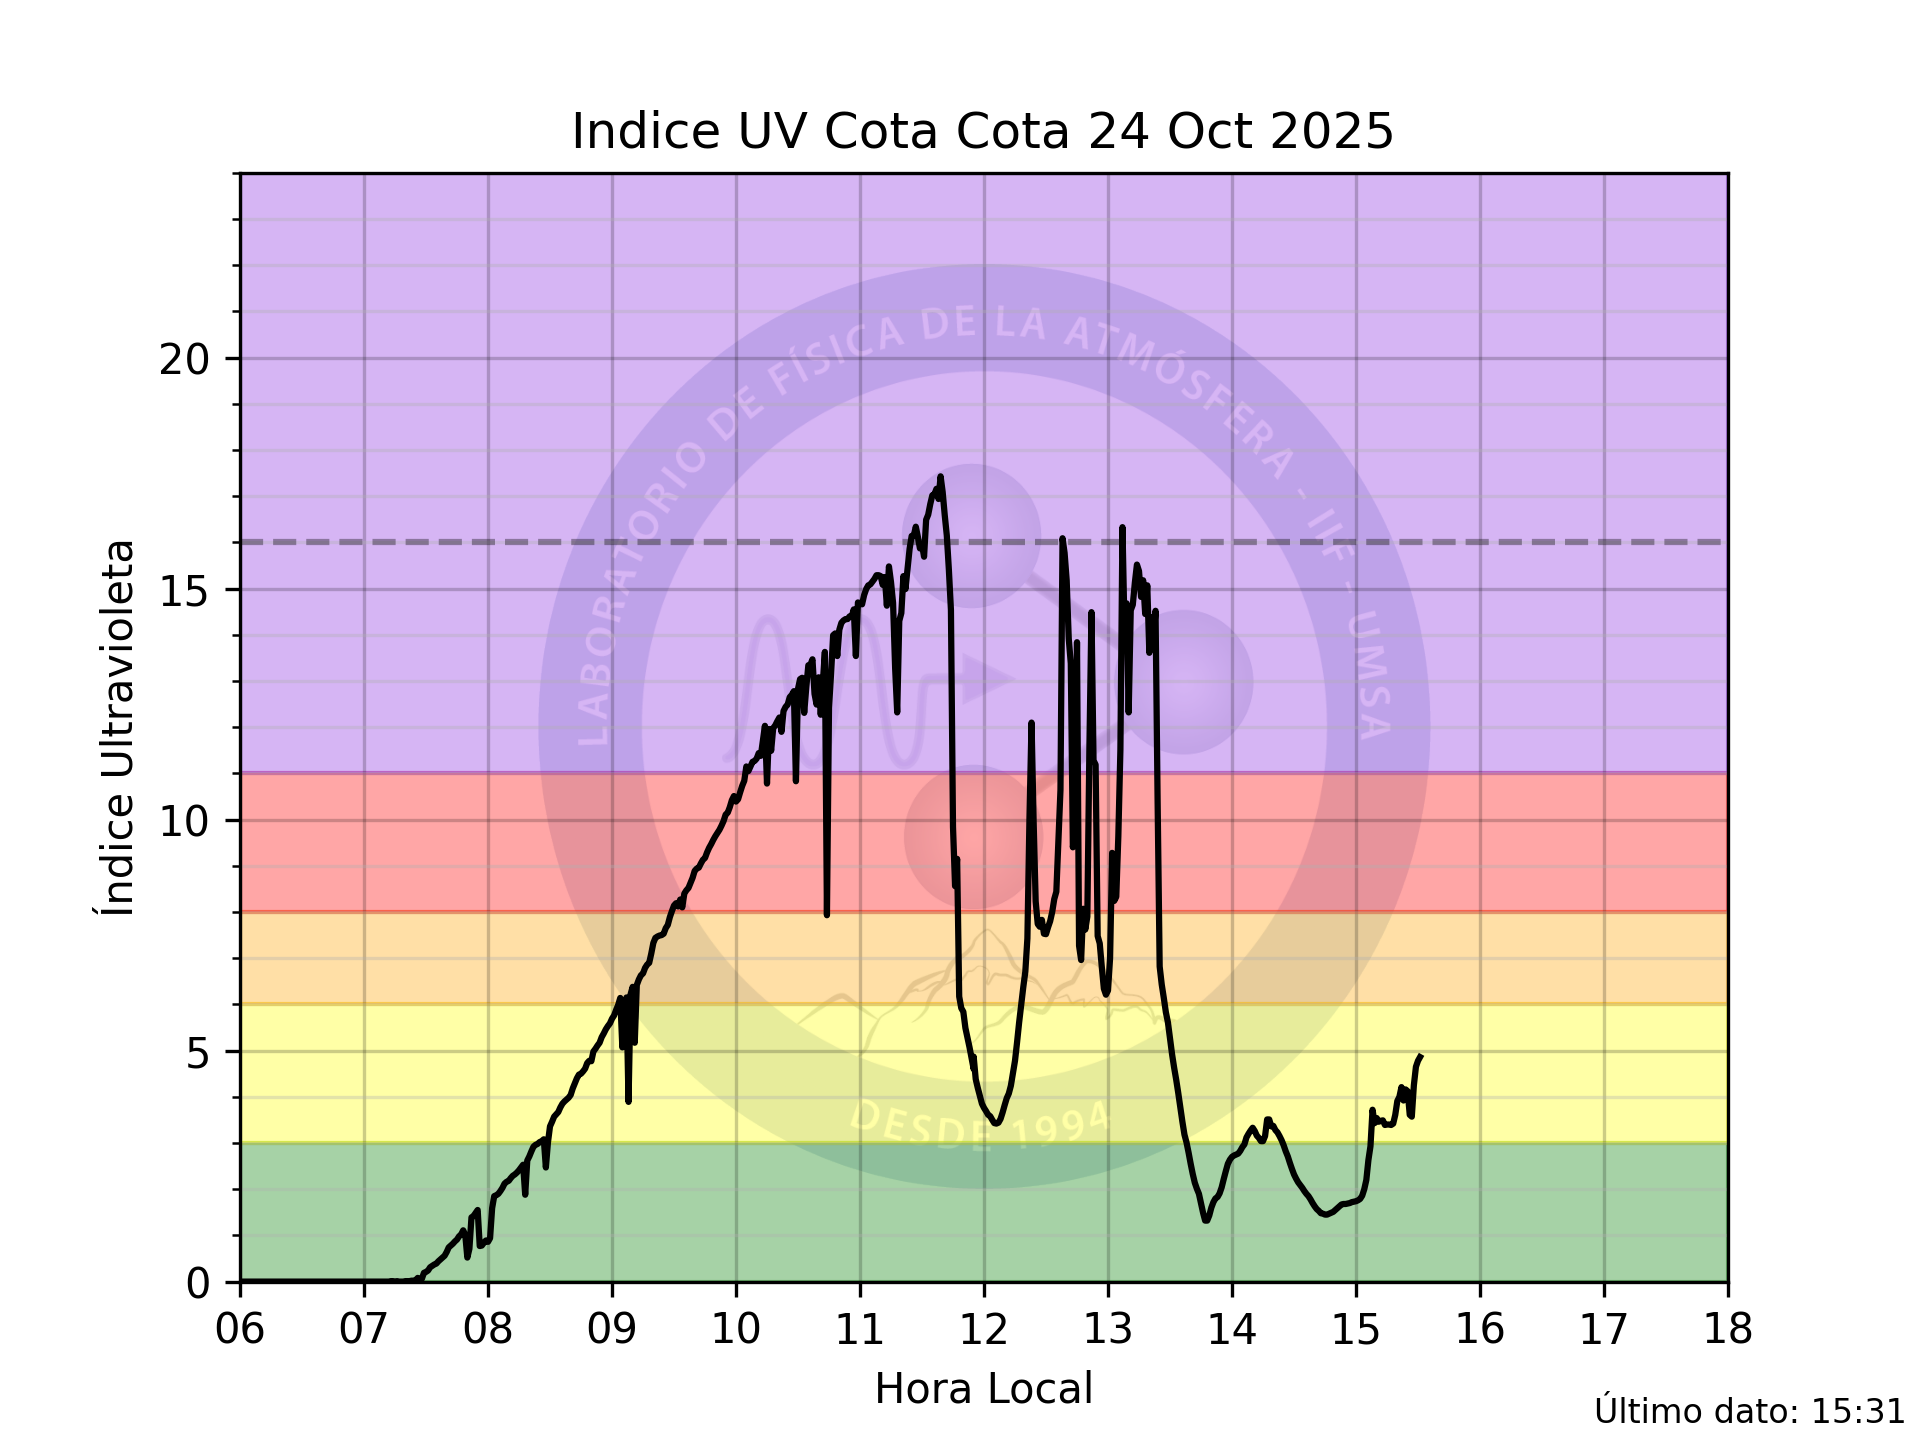 Indice UV Cota Cota 24 Oct 2025
Índice Ultravioleta
20
15
10
5
0
LABORATORIO DE FÍSICA DE LA ATMÓSFERA - IIF - UMSA
DESDE 1994
06 07 08 09 10 11 12 13 14 15 16 17 18
Hora Local
Último dato: 15:31